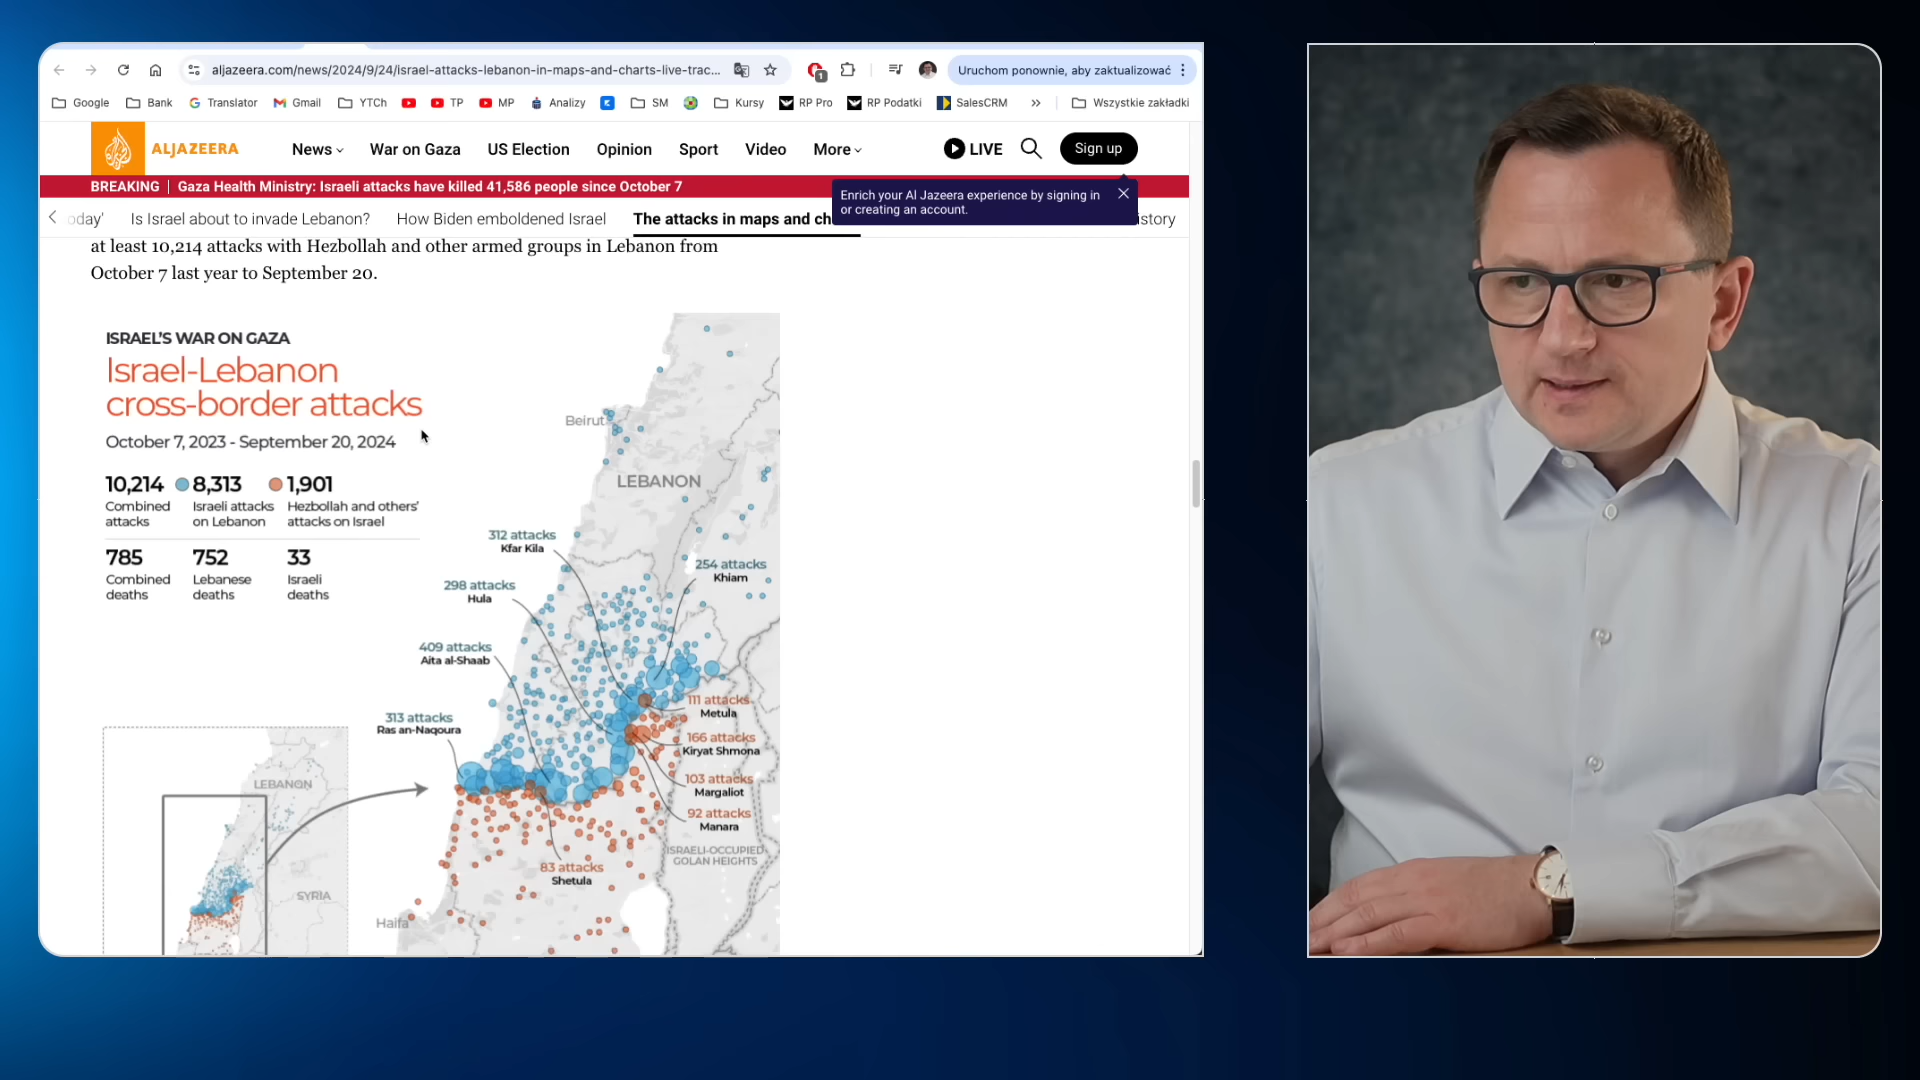 aljazeera.com/news/2024/9/24/israel-attacks-lebanon-in-maps-and-charts-live-trac...
1
Uruchom ponownie, aby zaktualizować
Google
Bank
Translator
Gmail
YTCh
TP
MP
Analizy
SM
Kursy
RP Pro
RP Podatki
SalesCRM
»
Wszystkie zakładki
ALJAZEERA
News
War on Gaza
US Election
Opinion
Sport
Video
More
LIVE
Sign up
BREAKING | Gaza Health Ministry: Israeli attacks have killed 41,586 people since October 7
Enrich your Al Jazeera experience by signing in
or creating an account.
oday'
Is Israel about to invade Lebanon?
How Biden emboldened Israel
The attacks in maps and ch
istory
at least 10,214 attacks with Hezbollah and other armed groups in Lebanon from
October 7 last year to September 20.
ISRAEL'S WAR ON GAZA
Israel-Lebanon
cross-border attacks
October 7, 2023 - September 20, 2024
10,214
Combined
attacks
8,313
Israeli attacks
on Lebanon
1,901
Hezbollah and others'
attacks on Israel
785
Combined
deaths
752
Lebanese
deaths
33
Israeli
deaths
Beirut
LEBANON
312 attacks
Kfar Kila
254 attacks
Khiam
298 attacks
Hula
409 attacks
Aita al-Shaab
111 attacks
Metula
313 attacks
Ras an-Naqoura
166 attacks
Kiryat Shmona
103 attacks
Margaliot
92 attacks
Manara
ISRAELI-OCCUPIED
GOLAN HEIGHTS
83 attacks
Shetula
Haifa
LEBANON
SYRIA